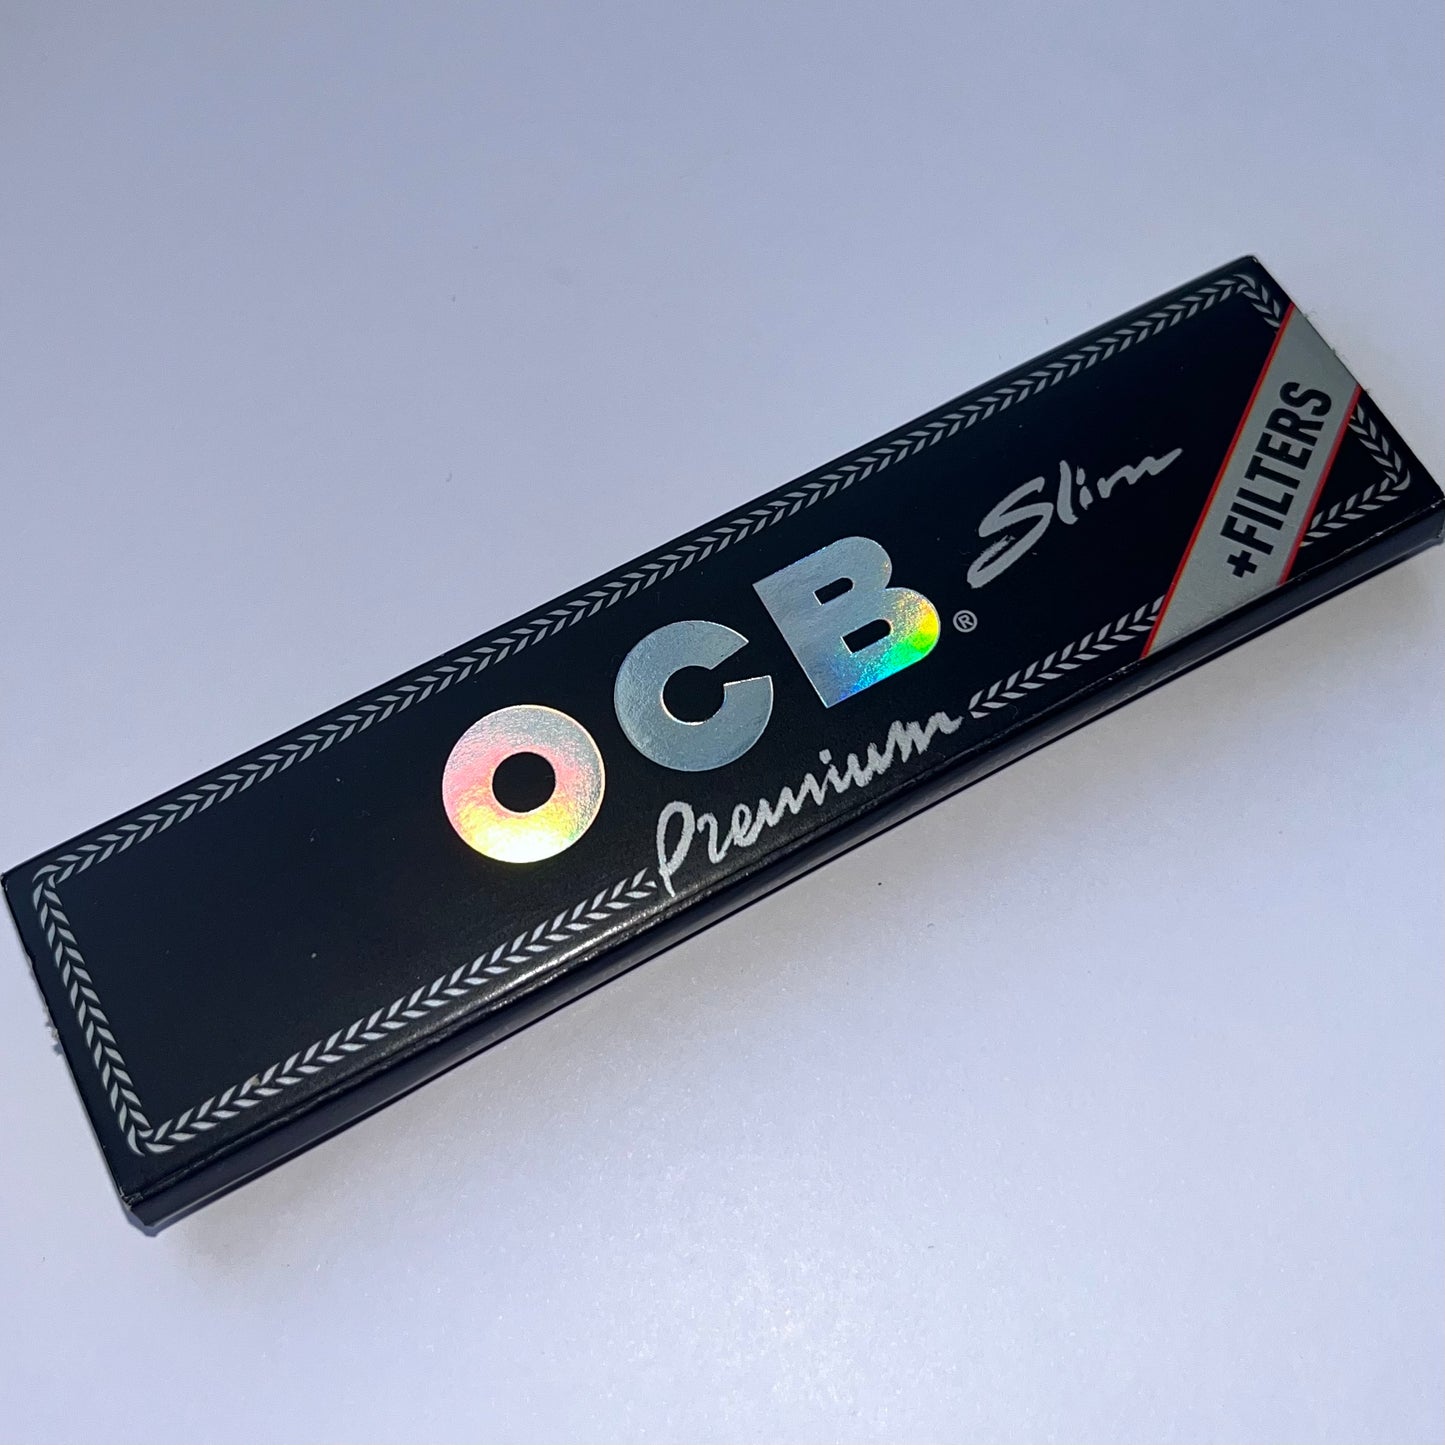 OCB®
Slim
Premium
+FILTERS